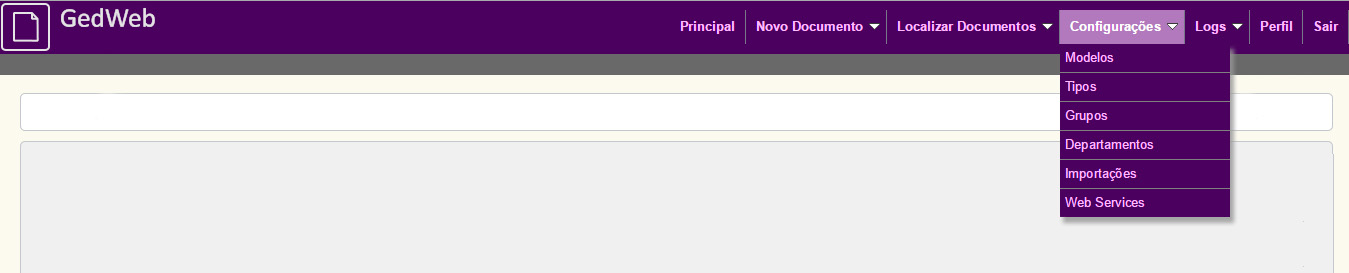 GedWeb
Principal Novo Documento Localizar Documentos Configurações Logs Perfil Sair
Modelos
Tipos
Grupos
Departamentos
Importações
Web Services